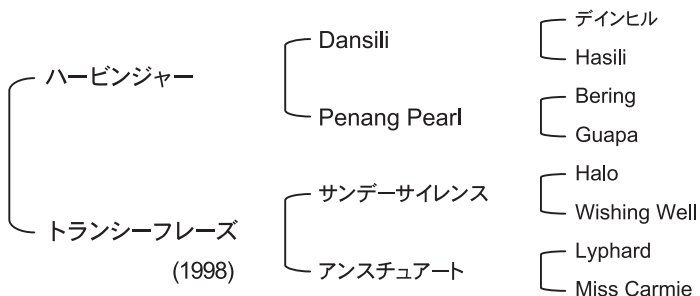 ハービンジャー
Dansili
デインヒル
Hasili
Penang Pearl
Bering
Guapa
トランシーフレーズ
(1998)
サンデーサイレンス
Halo
Wishing Well
アンスチュアート
Lyphard
Miss Carmie